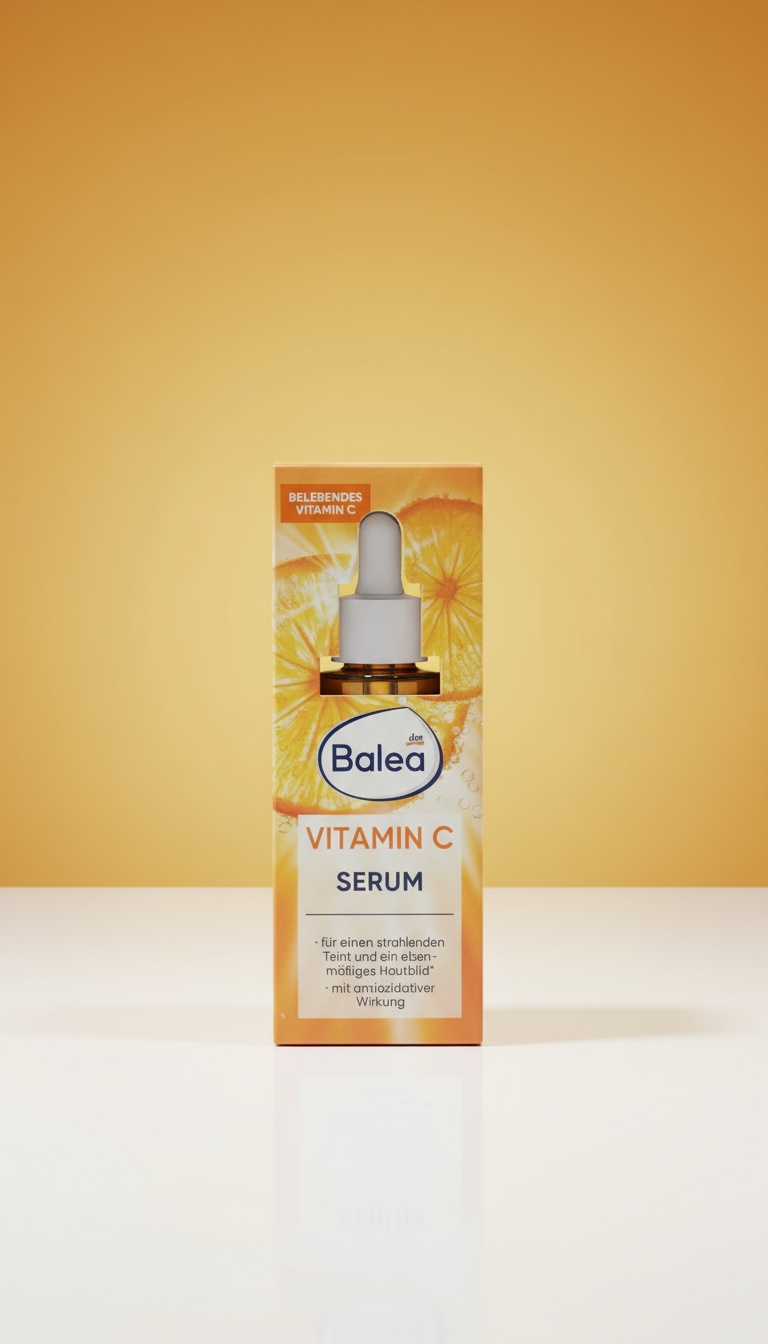 BELEBENDES
VITAMIN C
Balea
VITAMIN C
SERUM
· für einen strahlenden
Teint und ein
mit
Wirkung